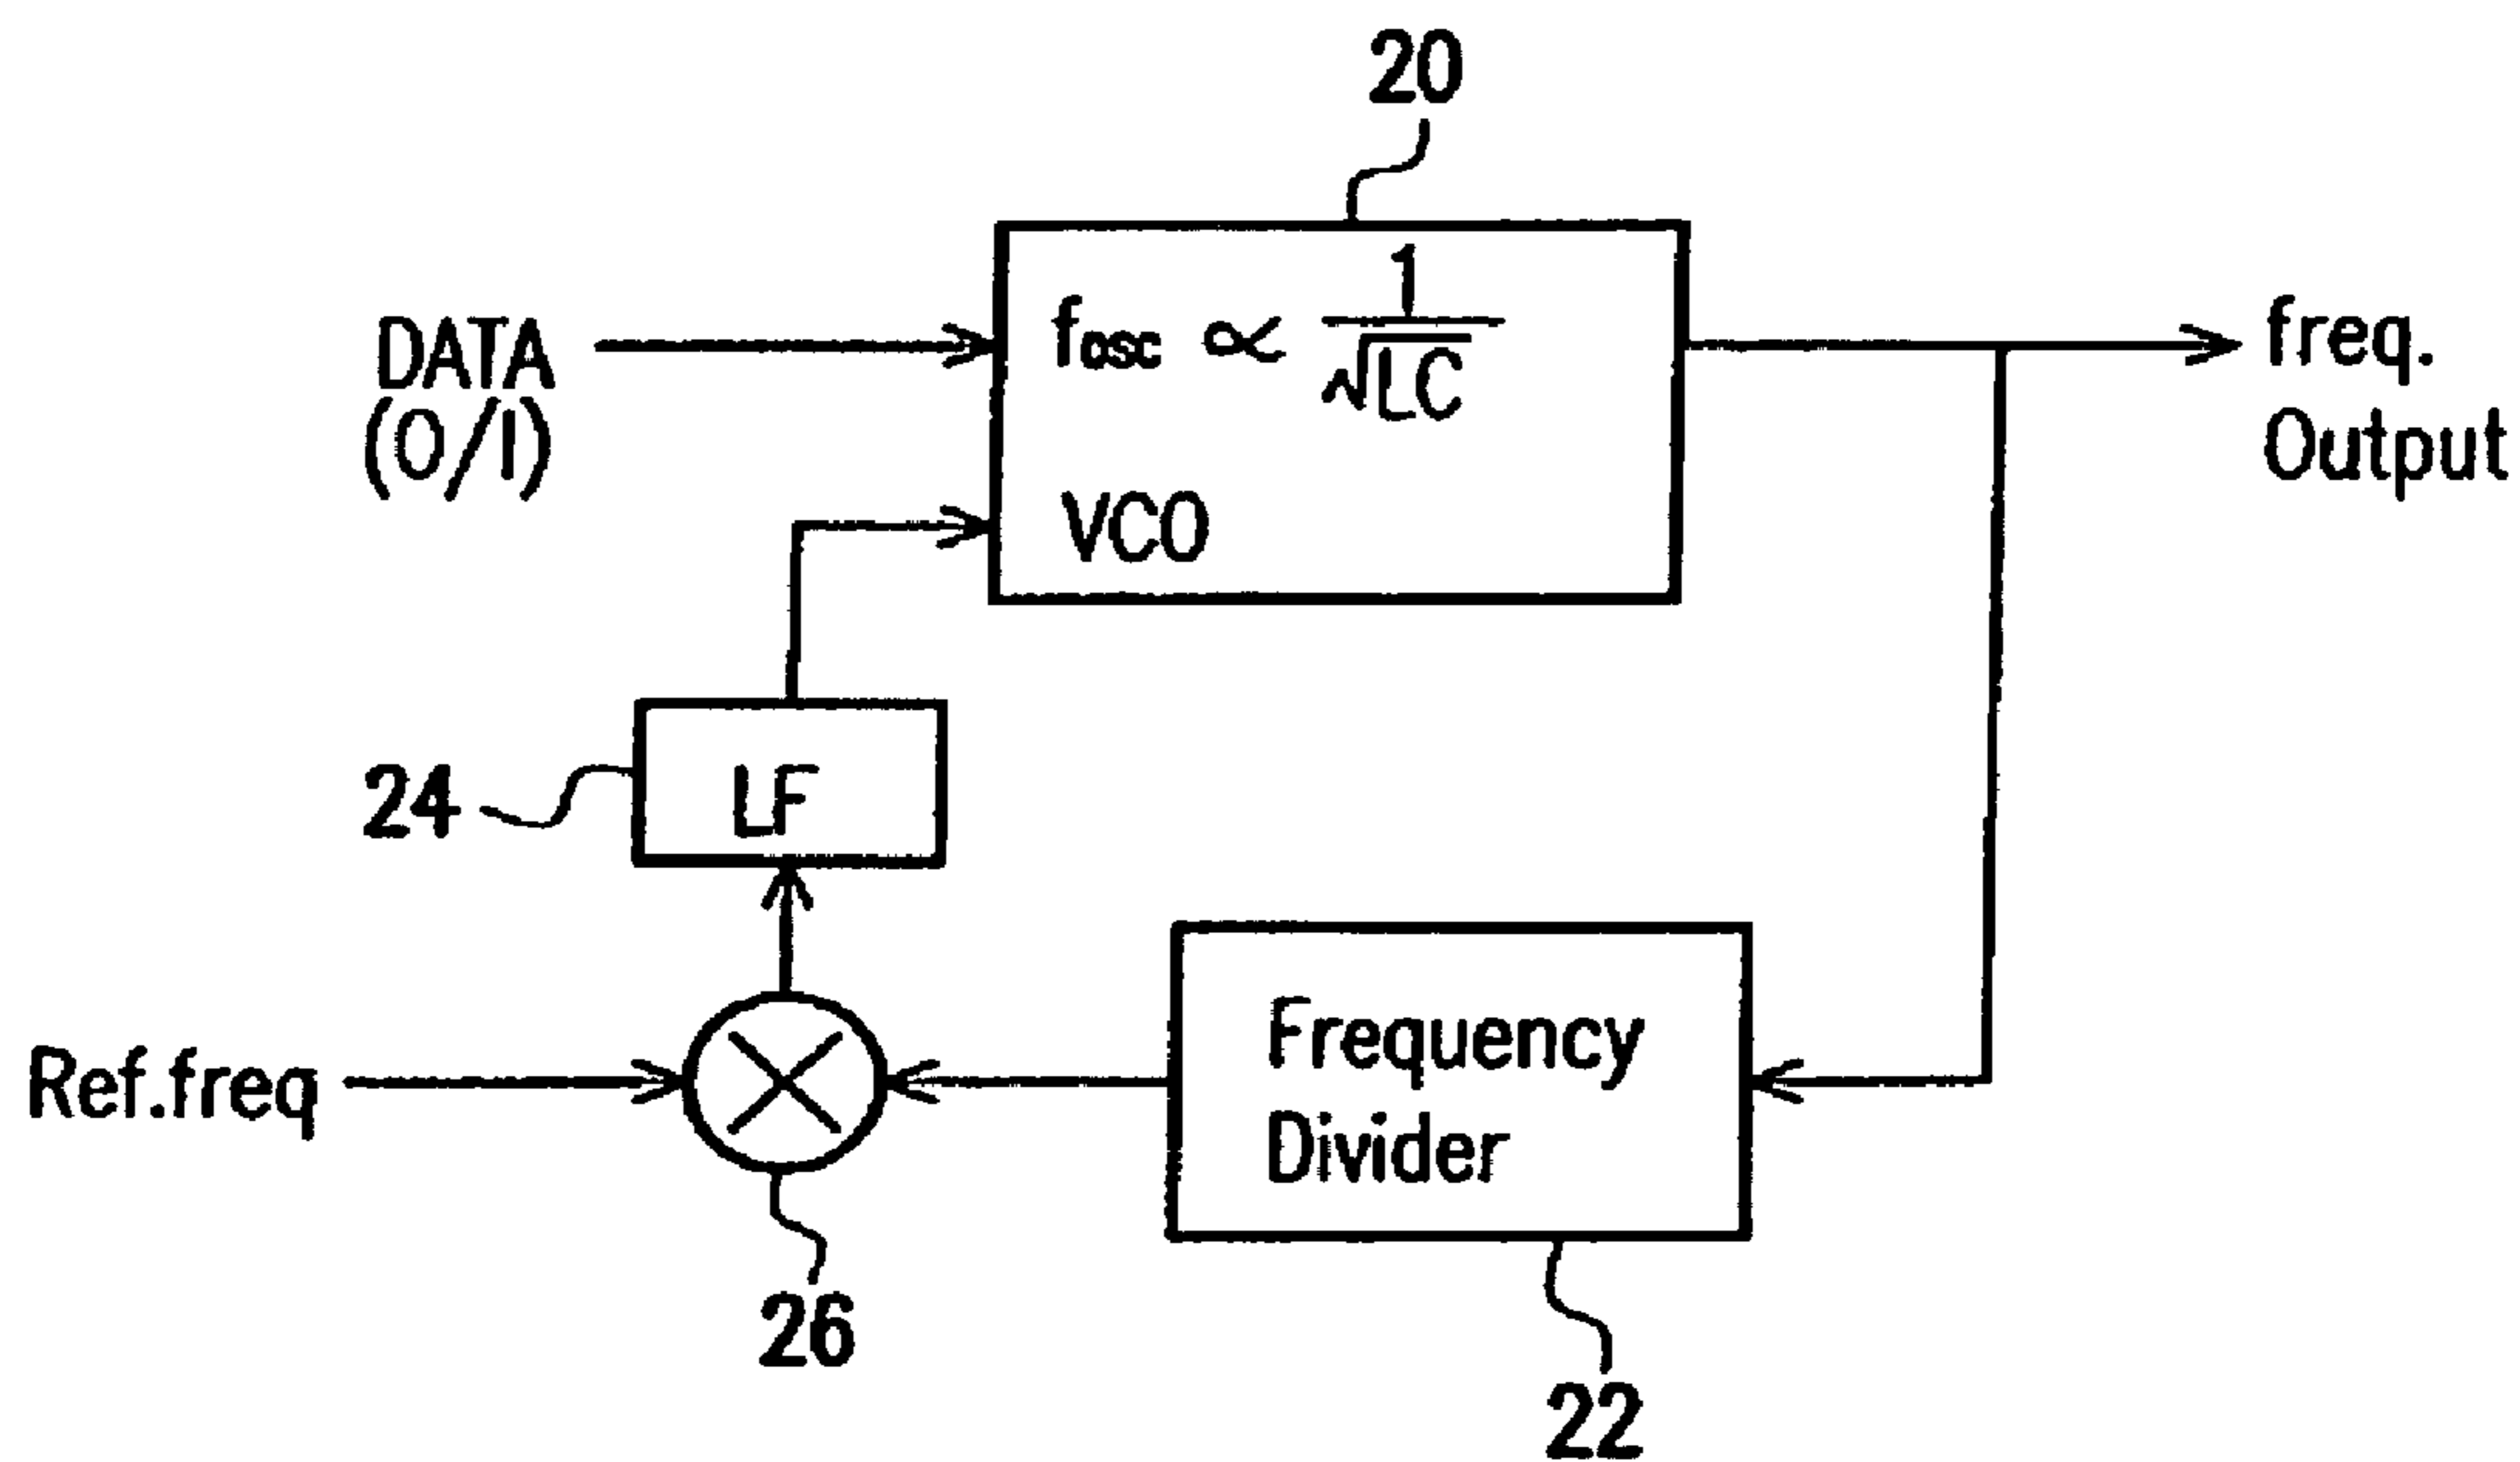 20
DATA
(0/1)
fosc ∝ 1/√LC
VCO
freq.
Output
24
LF
Ref.freq
Frequency
Divider
26
22